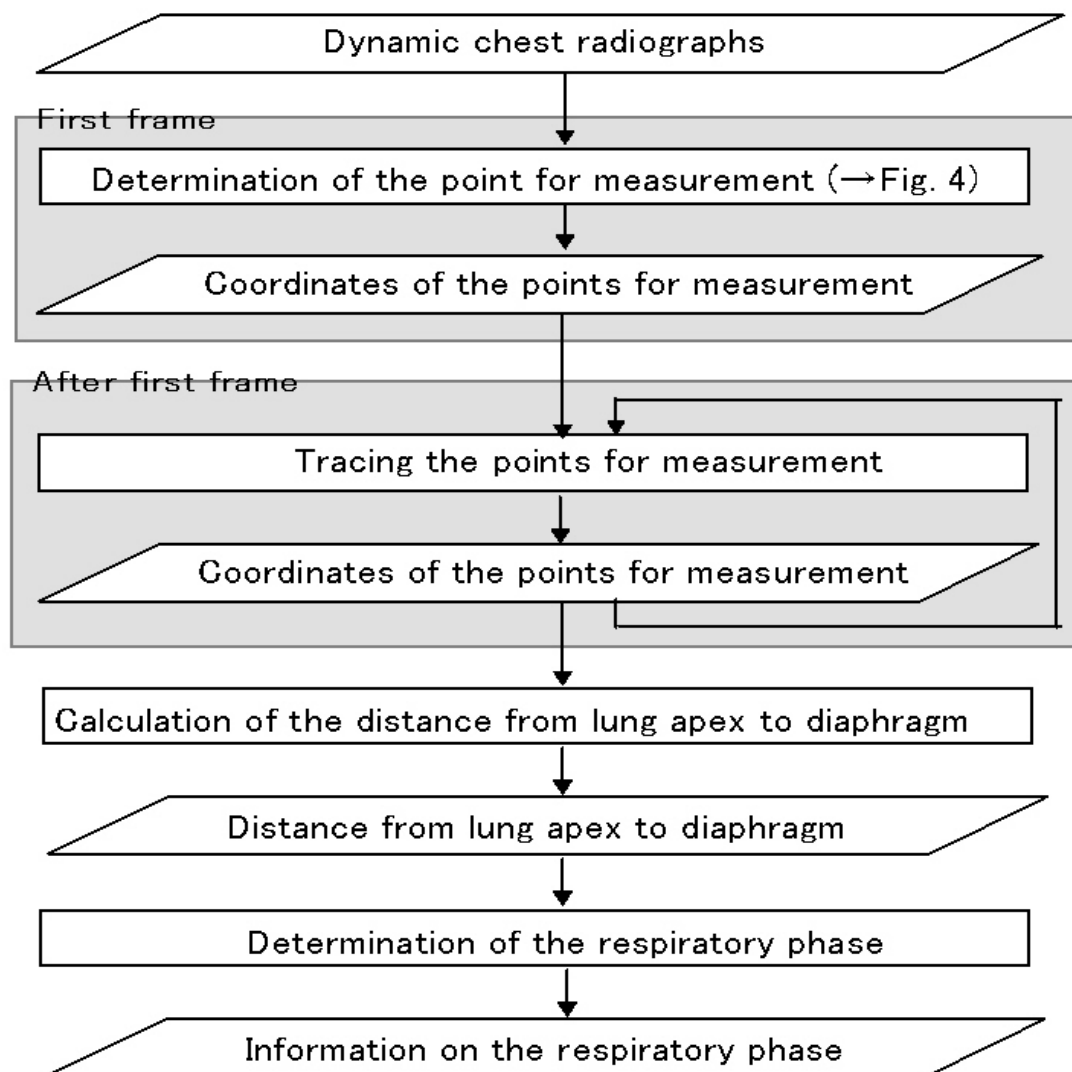 Dynamic chest radiographs
First frame
Determination of the point for measurement (→Fig. 4)
Coordinates of the points for measurement
After first frame
Tracing the points for measurement
Coordinates of the points for measurement
Calculation of the distance from lung apex to diaphragm
Distance from lung apex to diaphragm
Determination of the respiratory phase
Information on the respiratory phase